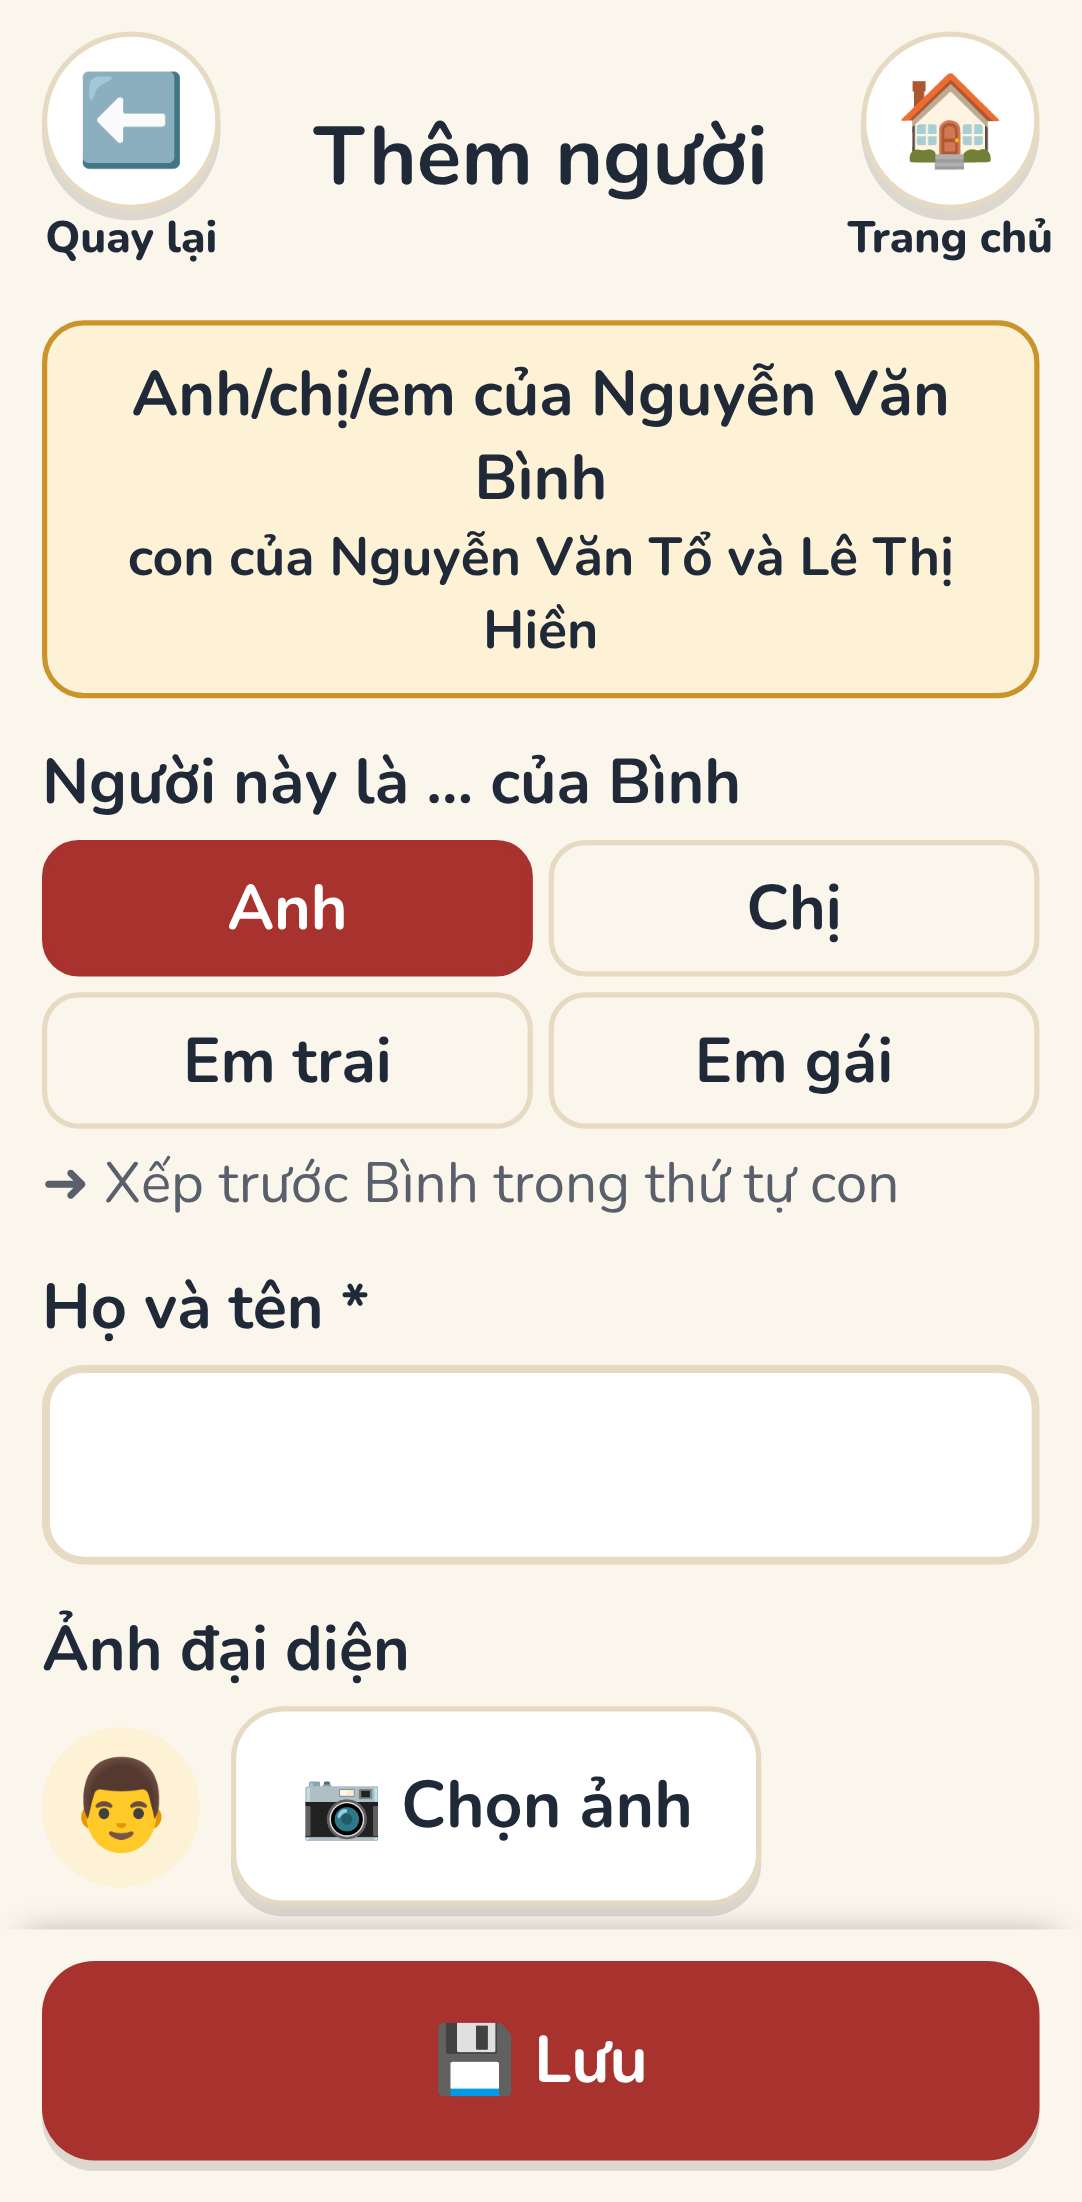 Thêm người
Quay lại
Trang chủ
Anh/chị/em của Nguyễn Văn
Bình
con của Nguyễn Văn Tổ và Lê Thị
Hiền
Người này là ... của Bình
Anh
Chị
Em trai
Em gái
➜ Xếp trước Bình trong thứ tự con
Họ và tên *
Ảnh đại diện
Chọn ảnh
Lưu